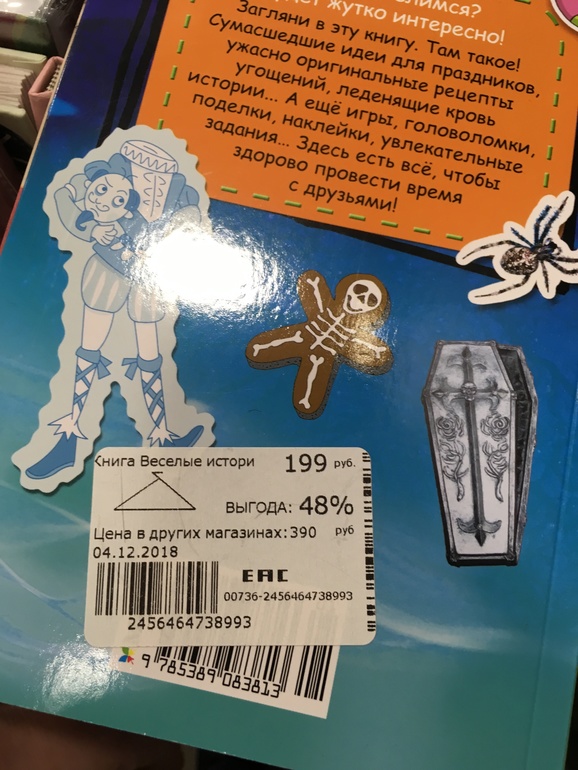 жутко интересно!
Загляни в эту книгу. Там такое!
Сумасшедшие идеи для праздников,
ужасно оригинальные рецепты
угощений, леденящие кровь
истории... А ещё игры, головоломки,
поделки, наклейки, увлекательные
задания... Здесь есть всё, чтобы
здорово провести время
с друзьями!
Книга Веселые истори 199 руб.
ВЫГОДА: 48%
Цена в других магазинах:390 руб
04.12.2018
EAC
00736-2456464738993
2456464738993
9 785389 083813